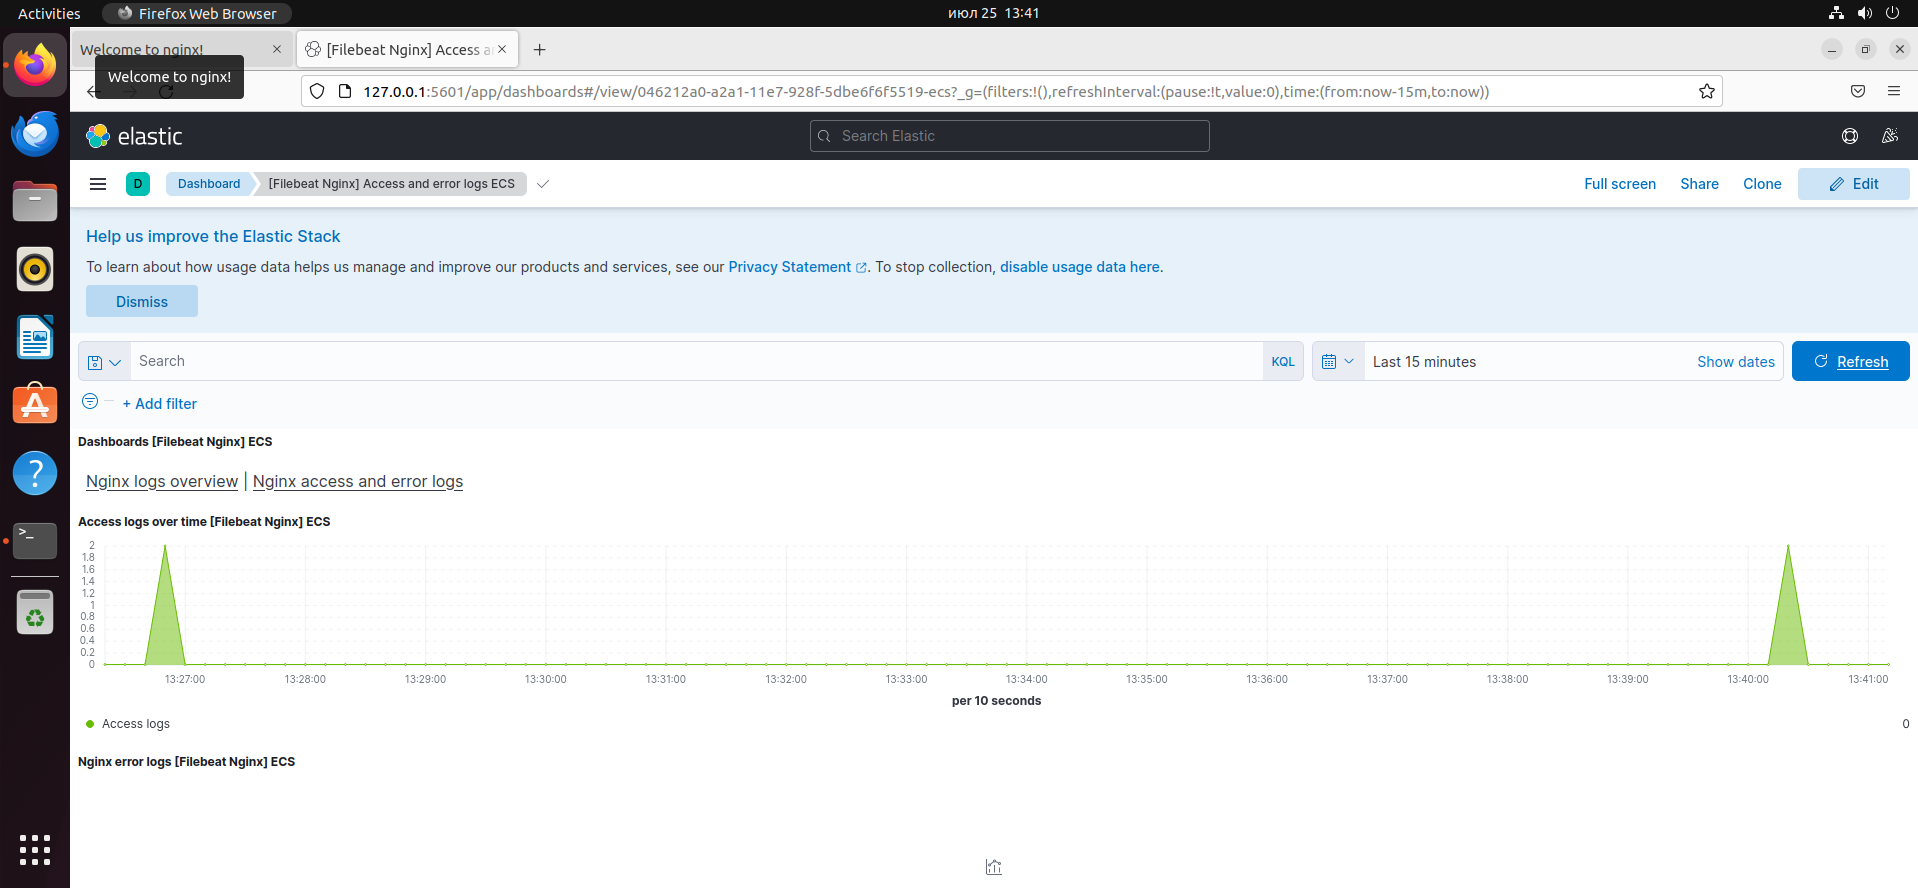 Activities
Firefox Web Browser
июл 25 13:41
Welcome to nginx!
[Filebeat Nginx] Access a
Welcome to nginx!
127.0.0.1:5601/app/dashboards#/view/046212a0-a2a1-11e7-928f-5dbe6f6f5519-ecs?_g=(filters:!(),refreshInterval:(pause:!t,value:0),time:(from:now-15m,to:now))
elastic
Search Elastic
D
Dashboard
[Filebeat Nginx] Access and error logs ECS
Full screen
Share
Clone
Edit
Help us improve the Elastic Stack
To learn about how usage data helps us manage and improve our products and services, see our Privacy Statement. To stop collection, disable usage data here.
Dismiss
Search
KQL
Last 15 minutes
Show dates
Refresh
+ Add filter
Dashboards [Filebeat Nginx] ECS
Nginx logs overview | Nginx access and error logs
Access logs over time [Filebeat Nginx] ECS
2
1.8
1.6
1.4
1.2
1
0.8
0.6
0.4
0.2
0
13:27:00 13:28:00 13:29:00 13:30:00 13:31:00 13:32:00 13:33:00 13:34:00 13:35:00 13:36:00 13:37:00 13:38:00 13:39:00 13:40:00 13:41:00
per 10 seconds
Access logs
0
Nginx error logs [Filebeat Nginx] ECS